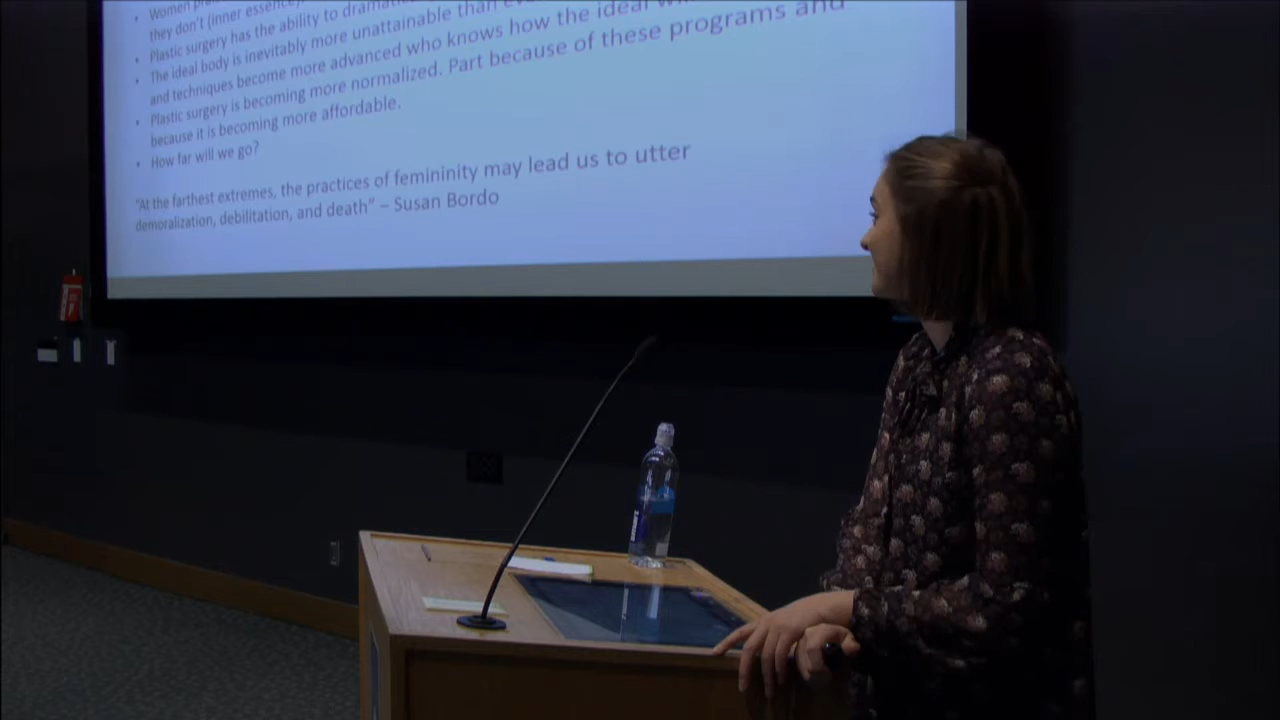 • Women
they don't (inner essence).
• Plastic surgery has the ability to
• The ideal body is inevitably more unattainable than
and techniques become more advanced who knows how the ideal
• Plastic surgery is becoming more normalized. Part because of these programs and
because it is becoming more affordable.
• How far will we go?
"At the farthest extremes, the practices of femininity may lead us to utter
demoralization, debilitation, and death" – Susan Bordo